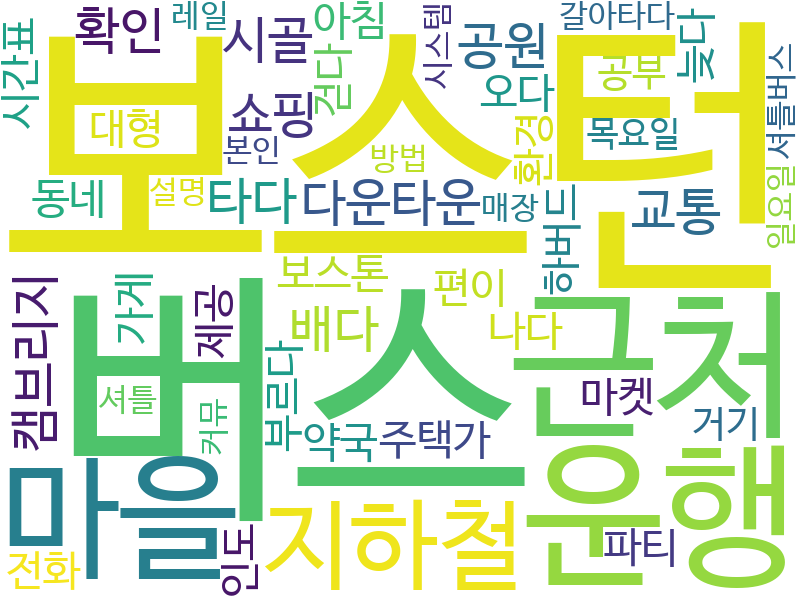 확인
레일
아침
갈아타다
시골
시스템
공원
늦다
시간표
쇼핑
걷다
공부
셔틀버스
보스턴
대형
오다
목요일
본인
방법
환경
동네
설명
타다
다운타운
매장
하버드
교통
일요일
보스톤
편이
캠브리지
가게
제공
버스
배다
나다
근처
부르다
마켓
셔틀
커뮤
약국
주택가
거기
마을
지하철
운행
전화
인도
파티